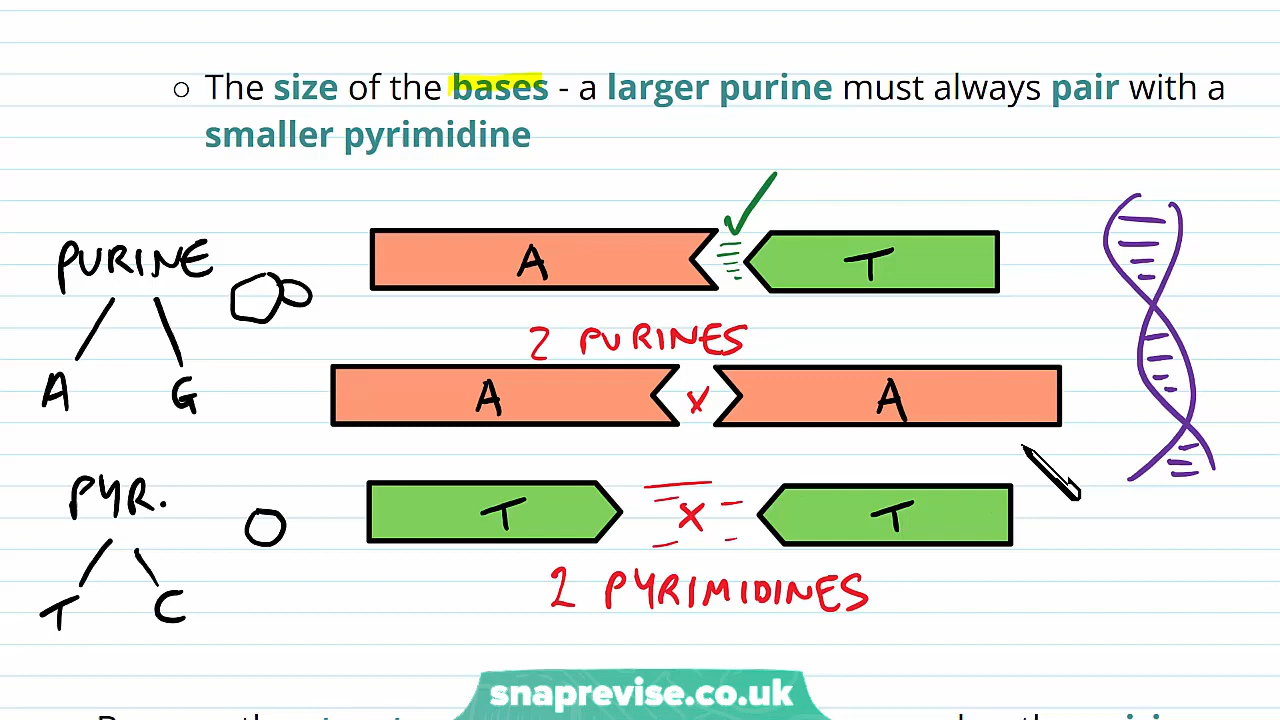 The size of the bases - a larger purine must always pair with a
smaller pyrimidine
PURINE
A G
A T
2 PURINES
A A
PYR.
T C
T T
2 PYRIMIDINES
snaprevise.co.uk